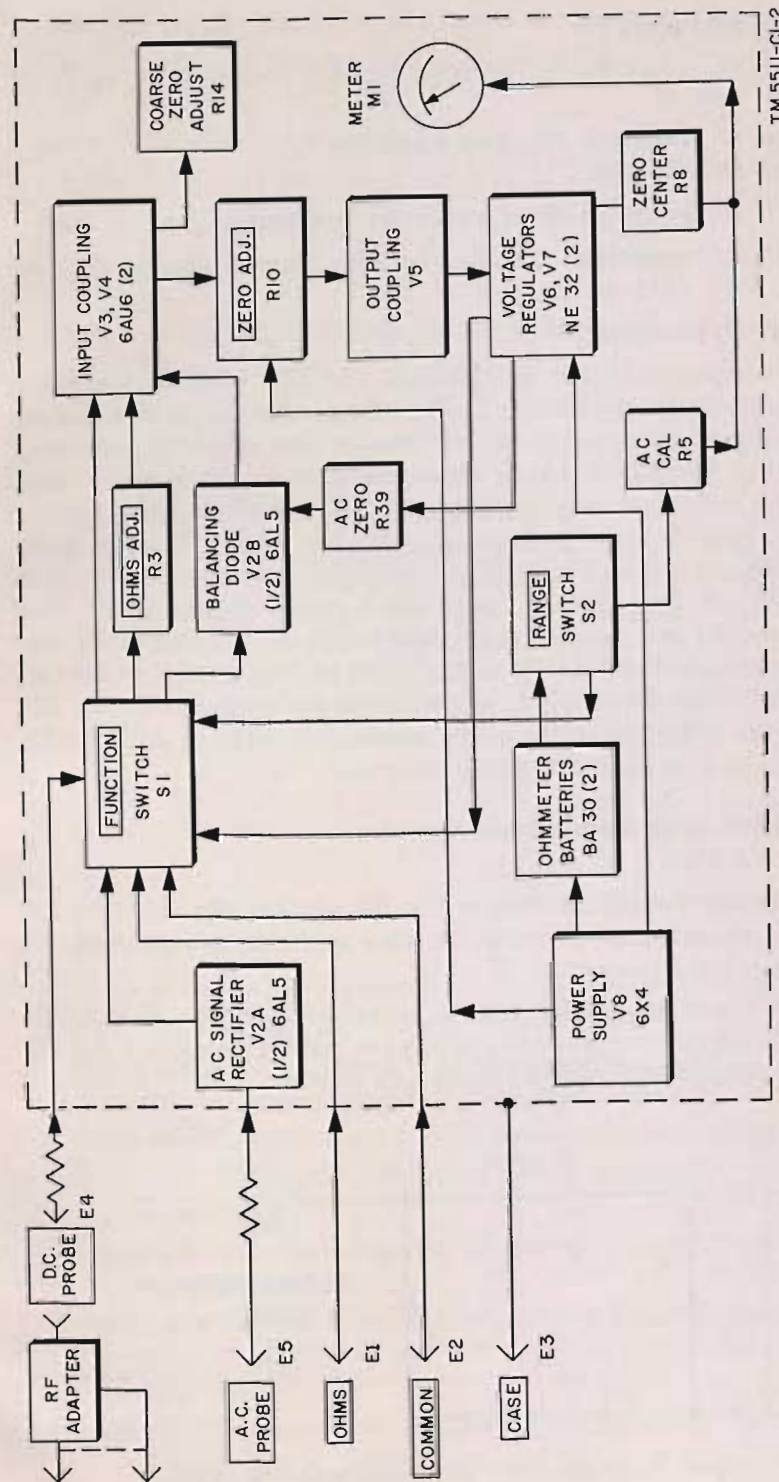 RF
ADAPTER
D.C.
PROBE
E4
A.C.
PROBE
E5
OHMS
E1
COMMON
E2
CASE
E3
A C SIGNAL
RECTIFIER
V2A
(1/2) 6AL5
FUNCTION
SWITCH
S1
OHMS ADJ.
R3
BALANCING
DIODE
V2B
(1/2) 6AL5
AC
ZERO
R39
INPUT COUPLING
V3, V4
6AU6 (2)
COARSE
ZERO
ADJUST
R14
ZERO ADJ.
R10
OUTPUT
COUPLING
V5
VOLTAGE
REGULATORS
V6, V7
NE 32 (2)
ZERO
CENTER
R8
METER
M1
POWER
SUPPLY
V8
6X4
OHMMETER
BATTERIES
BA 30 (2)
RANGE
SWITCH
S2
AC
CAL
R5
TM 5511-C1-2